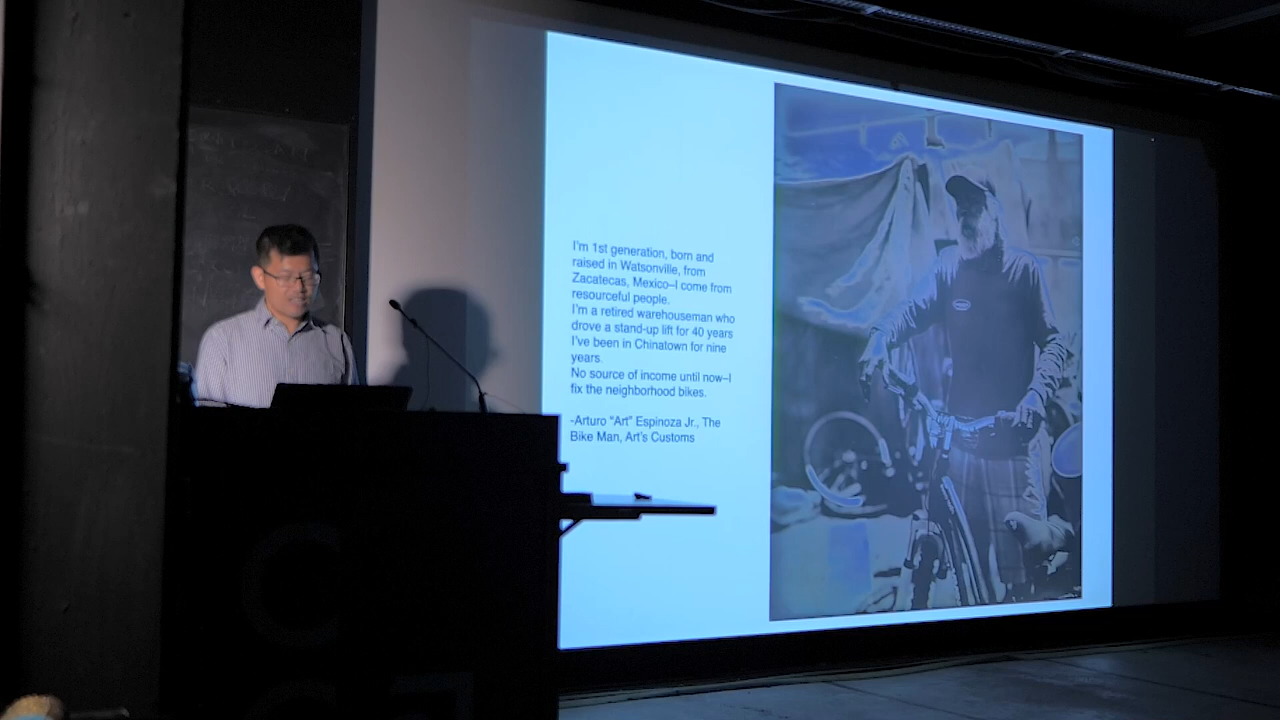 I'm 1st generation, born and
raised in Watsonville, from
Zacatecas, Mexico–I come from
resourceful people.
I'm a retired warehouseman who
drove a stand-up lift for 40 years
I've been in Chinatown for nine
years.
No source of income until now–I
fix the neighborhood bikes.
-Arturo “Art” Espinoza Jr., The
Bike Man, Art's Customs